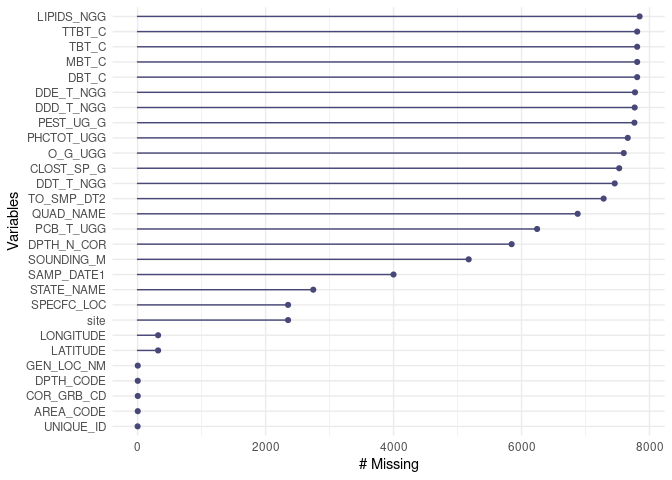 LIPIDS_NGG
TTBT_C
TBT_C
MBT_C
DBT_C
DDE_T_NGG
DDD_T_NGG
PEST_UG_G
PHCTOT_UGG
O_G_UGG
CLOST_SP_G
DDT_T_NGG
TO_SMP_DT2
QUAD_NAME
PCB_T_UGG
DPTH_N_COR
SOUNDING_M
SAMP_DATE1
STATE_NAME
SPECFC_LOC
site
LONGITUDE
LATITUDE
GEN_LOC_NM
DPTH_CODE
COR_GRB_CD
AREA_CODE
UNIQUE_ID
Variables
0 2000 4000 6000 8000
# Missing